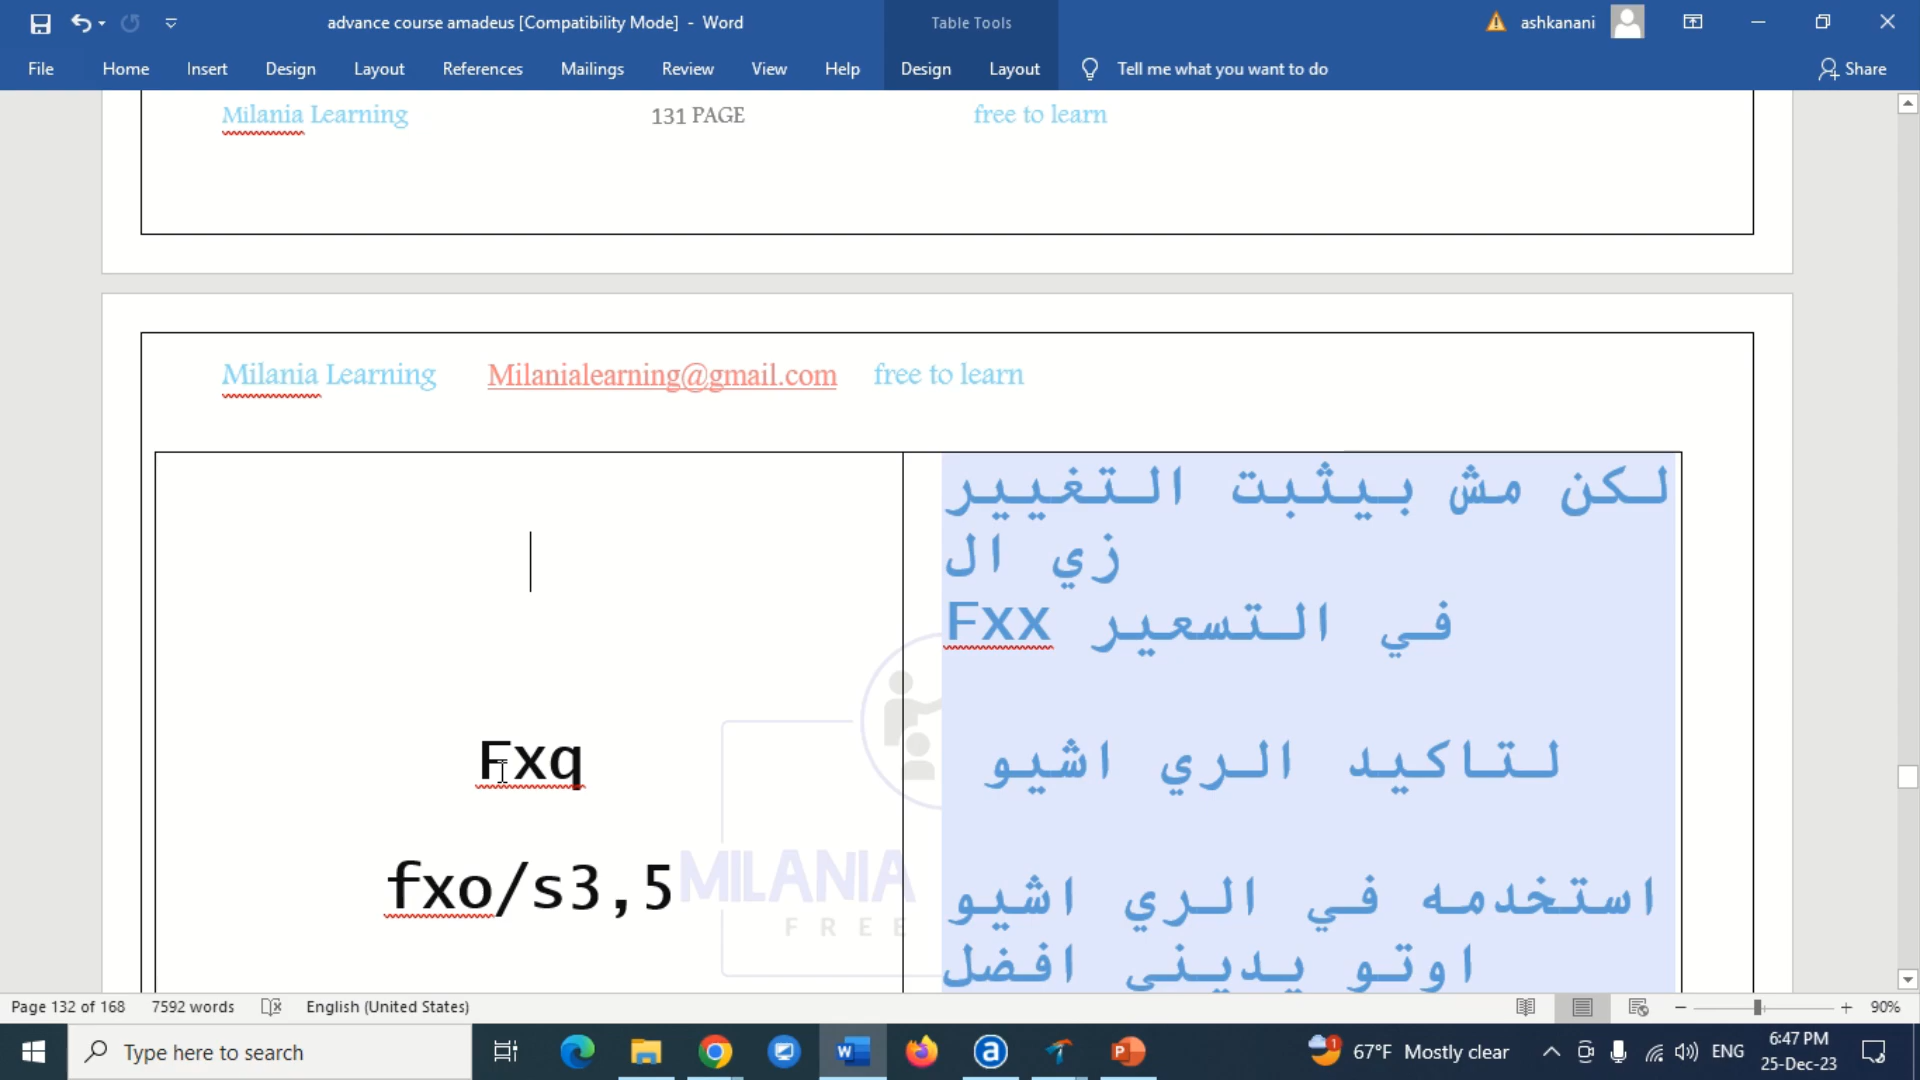 advance course amadeus [Compatibility Mode] - Word
Table Tools
ashkanani
File Home Insert Design Layout References Mailings Review View Help Design Layout Tell me what you want to do Share
Milania Learning 131 PAGE free to learn
Milania Learning Milanialearning@gmail.com free to learn
لكن مش بيثبت التغيير
زي ال
Fxx في التسعير
Fxq
لتاكيد الري اشيو
fxo/s3,5
استخدمه في الري اشيو
اوتو يديني افضل
MILANIA
FREE
Page 132 of 168 7592 words English (United States) 90%
Type here to search
67°F Mostly clear
ENG
6:47 PM
25-Dec-23